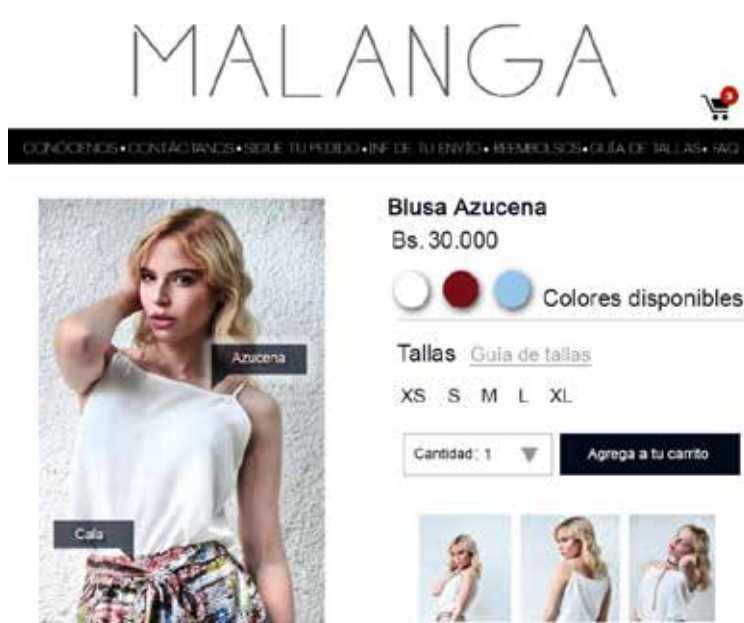 MALANGA
3
CONÓCENOS • CONTÁCTANOS • SIGUE TU PEDIDO • INF DE TU ENVÍO • REEMBOLSOS • GUÍA DE TALLAS • FAQ
Blusa Azucena
Bs. 30.000
Colores disponibles
Azucena
Tallas Guía de tallas
XS S M L XL
Cantidad: 1 Agrega a tu carrito
Cala